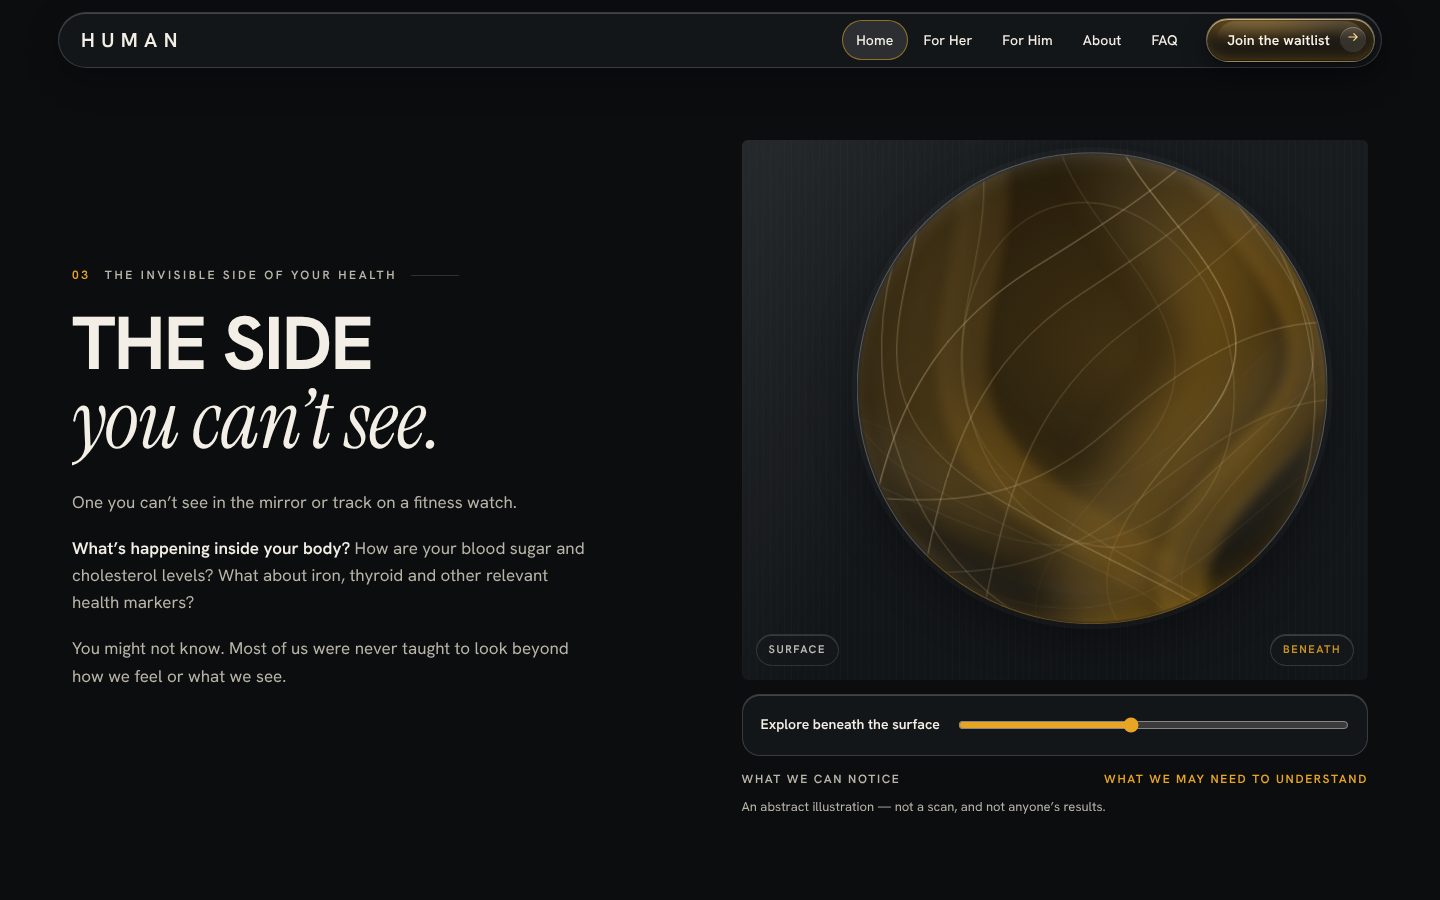 HUMAN
Home
For Her
For Him
About
FAQ
Join the waitlist →
03 THE INVISIBLE SIDE OF YOUR HEALTH
THE SIDE
you can’t see.
One you can’t see in the mirror or track on a fitness watch.
What’s happening inside your body? How are your blood sugar and
cholesterol levels? What about iron, thyroid and other relevant
health markers?
You might not know. Most of us were never taught to look beyond
how we feel or what we see.
SURFACE
BENEATH
Explore beneath the surface
WHAT WE CAN NOTICE
WHAT WE MAY NEED TO UNDERSTAND
An abstract illustration — not a scan, and not anyone’s results.